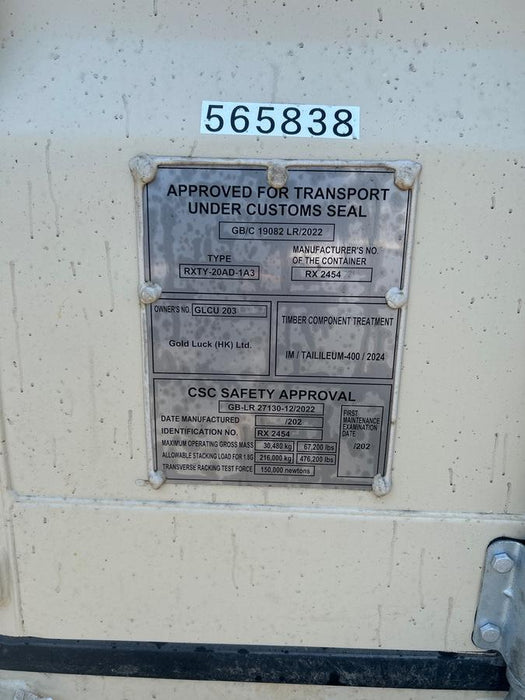 565838
APPROVED FOR TRANSPORT
UNDER CUSTOMS SEAL
GB/C 19082 LR/2022
TYPE
RXTY-20AD-1A3
MANUFACTURER'S NO.
OF THE CONTAINER
RX 2454
OWNER'S NO. GLCU 203
Gold Luck (HK) Ltd.
TIMBER COMPONENT TREATMENT
IM / TAILILEUM-400 / 2024
CSC SAFETY APPROVAL
GB-LR 27130-12/2022
DATE MANUFACTURED /202
IDENTIFICATION NO. RX 2454
MAXIMUM OPERATING GROSS MASS 30,480 kg 67,200 lbs
ALLOWABLE STACKING LOAD FOR 1.8G 216,000 kg 476,200 lbs
TRANSVERSE RACKING TEST FORCE 150,000 newtons
FIRST
MAINTENANCE
EXAMINATION
DATE
/202